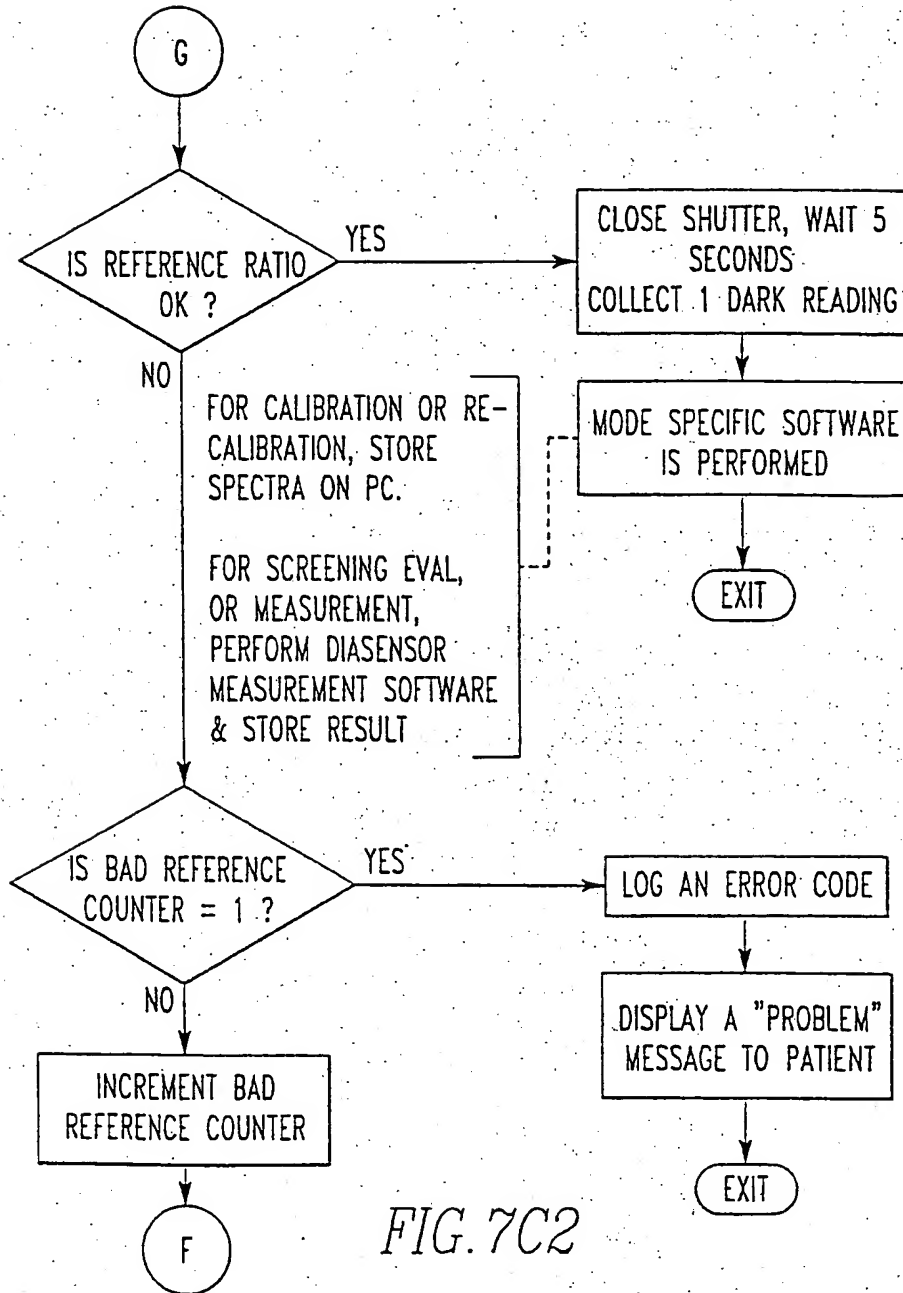 G
IS REFERENCE RATIO
OK ?
YES
CLOSE SHUTTER, WAIT 5
SECONDS
COLLECT 1 DARK READING
NO
FOR CALIBRATION OR RE-
CALIBRATION, STORE
SPECTRA ON PC.
FOR SCREENING EVAL,
OR MEASUREMENT,
PERFORM DIASENSOR
MEASUREMENT SOFTWARE
& STORE RESULT
MODE SPECIFIC SOFTWARE
IS PERFORMED
EXIT
IS BAD REFERENCE
COUNTER = 1 ?
YES
LOG AN ERROR CODE
NO
DISPLAY A "PROBLEM"
MESSAGE TO PATIENT
INCREMENT BAD
REFERENCE COUNTER
EXIT
F
FIG. 7C2